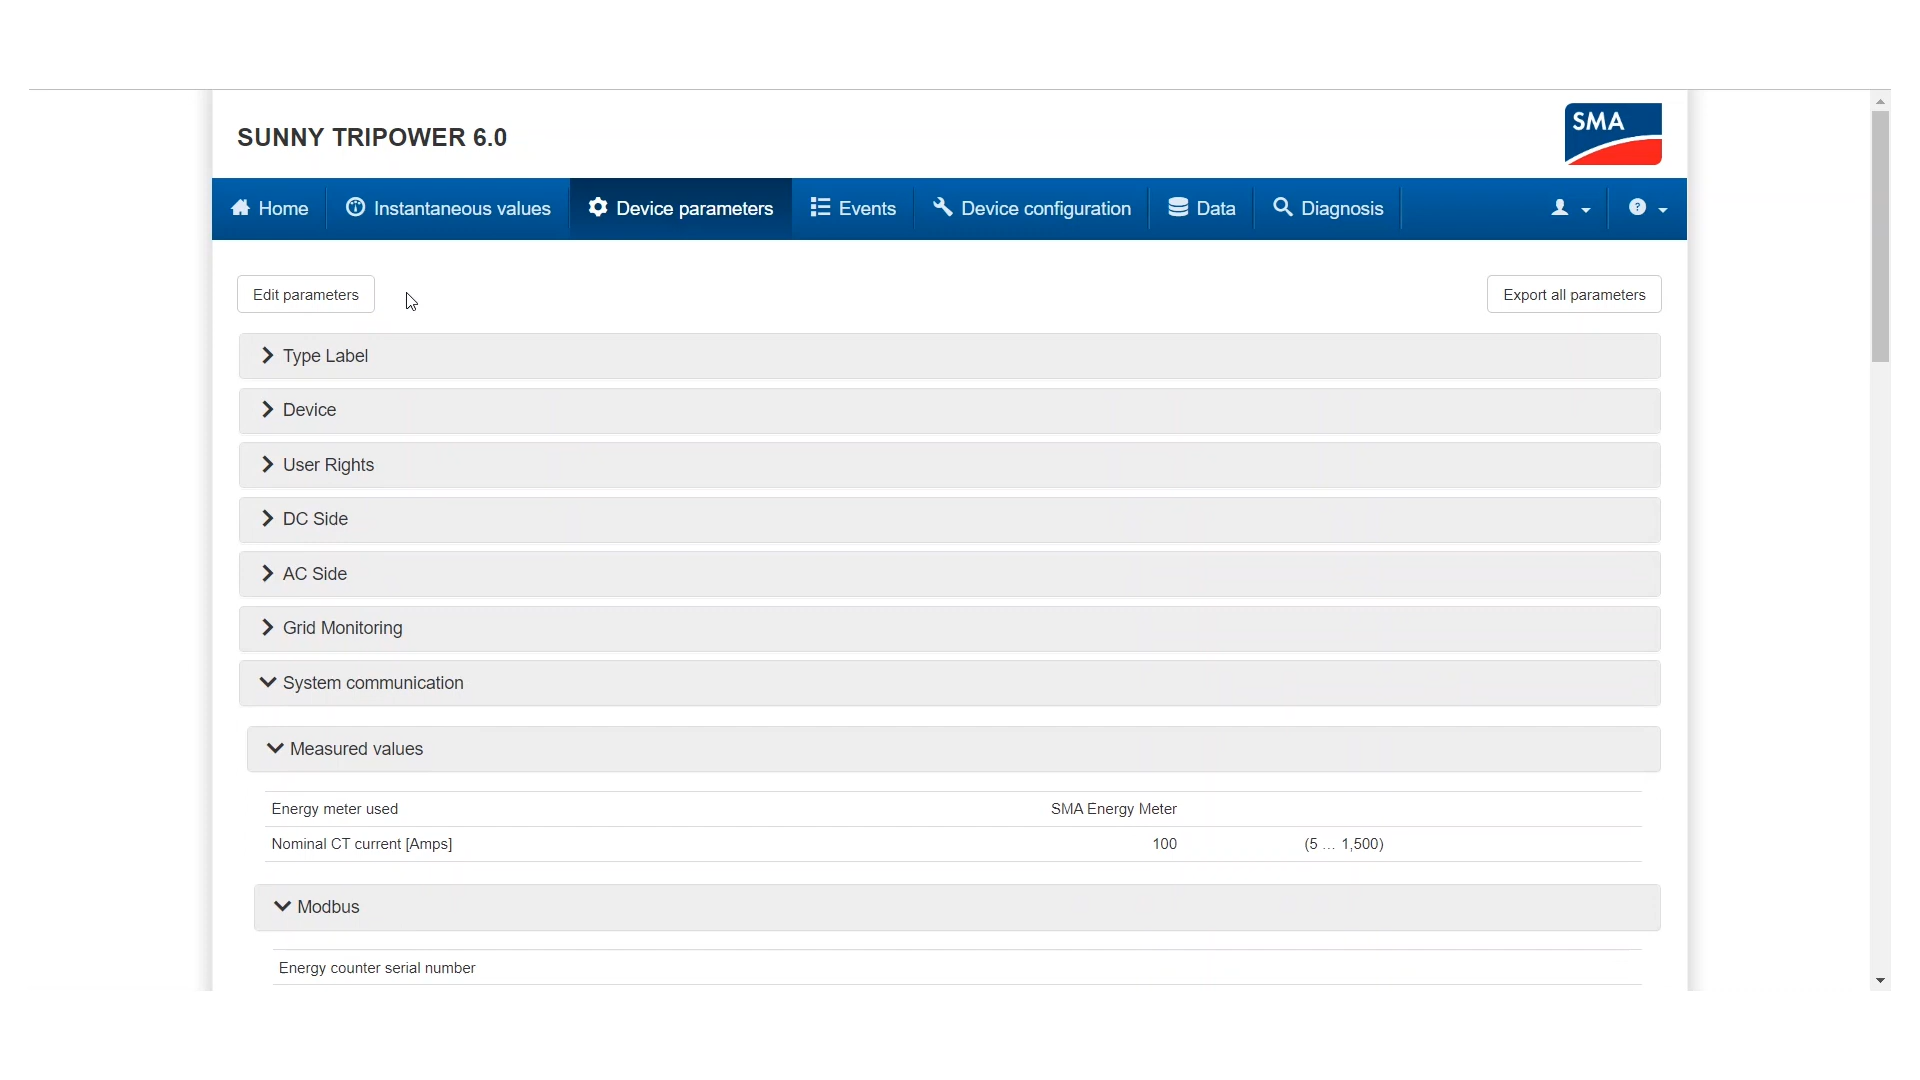 SUNNY TRIPOWER 6.0
SMA
Home
Instantaneous values
Device parameters
Events
Device configuration
Data
Diagnosis
?
Edit parameters
Export all parameters
Type Label
Device
User Rights
DC Side
AC Side
Grid Monitoring
System communication
Measured values
Energy meter used SMA Energy Meter
Nominal CT current [Amps] 100 (5 ... 1,500)
Modbus
Energy counter serial number